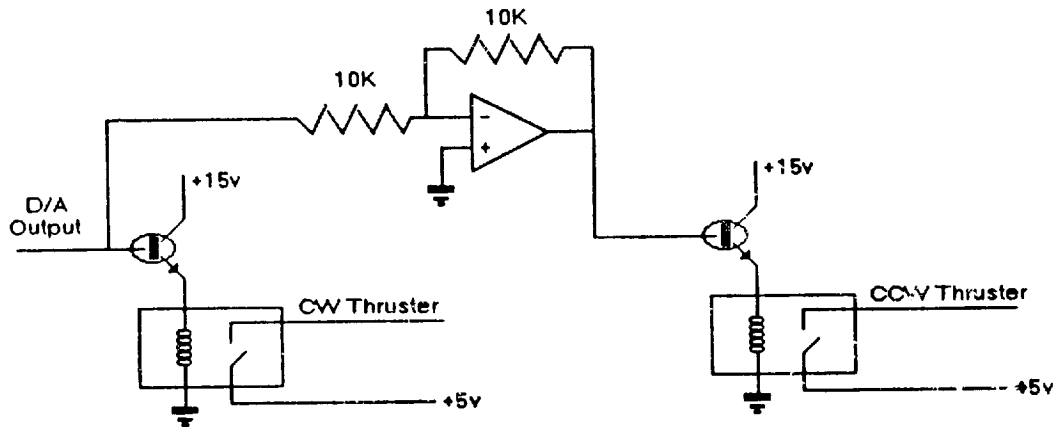 10K
10K
-
+
+15v
+15v
D/A
Output
CW Thruster
CCW Thruster
+5v
+5v